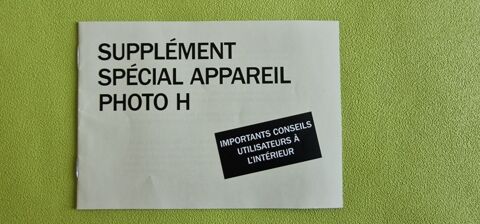 SUPPLÉMENT
SPÉCIAL APPAREIL
PHOTO H
IMPORTANTS CONSEILS
UTILISATEURS À
L'INTÉRIEUR